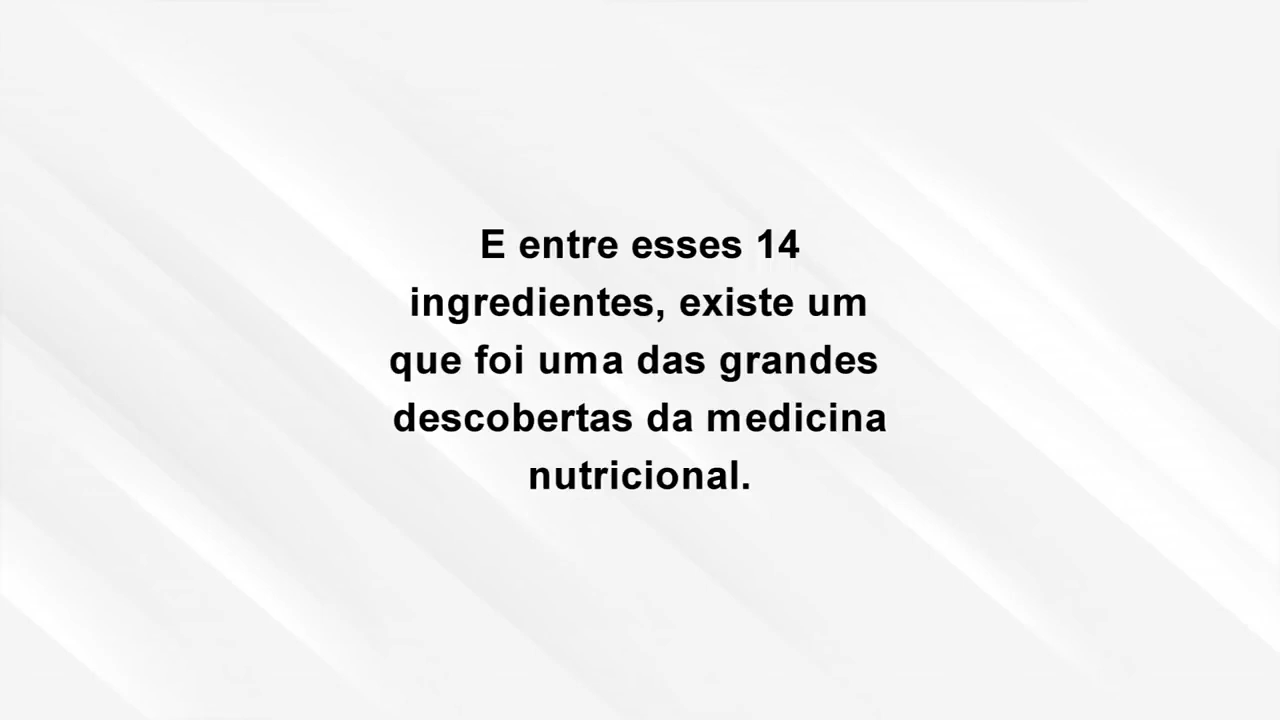 E entre esses 14
ingredientes, existe um
que foi uma das grandes
descobertas da medicina
nutricional.